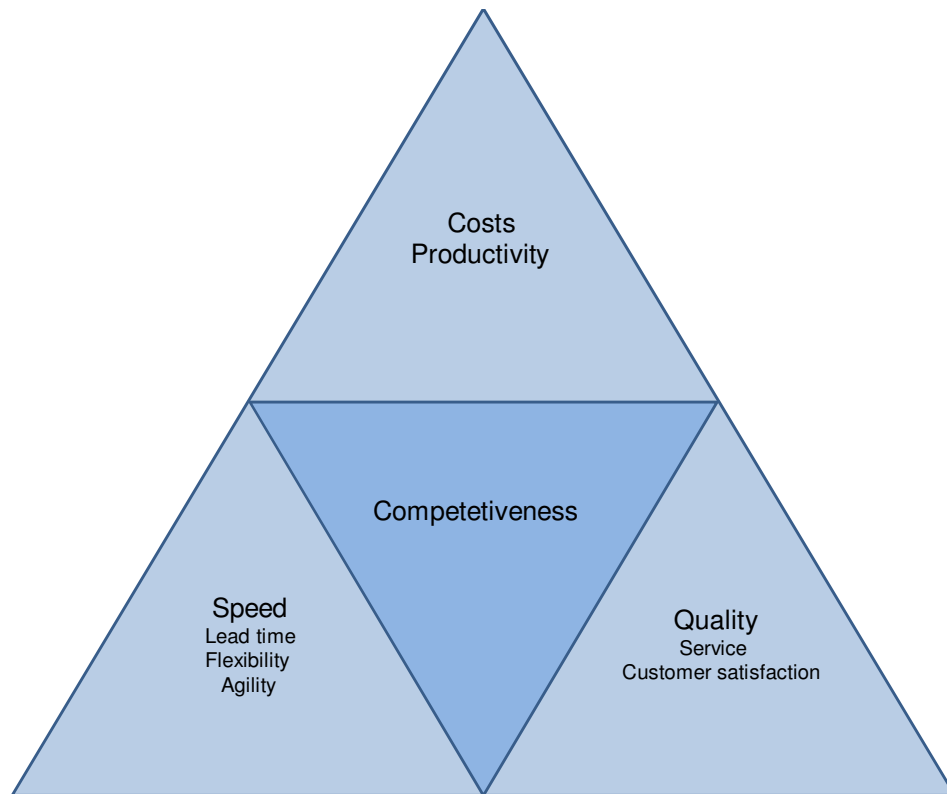 Costs
Productivity
Competetiveness
Speed
Lead time
Flexibility
Agility
Quality
Service
Customer satisfaction